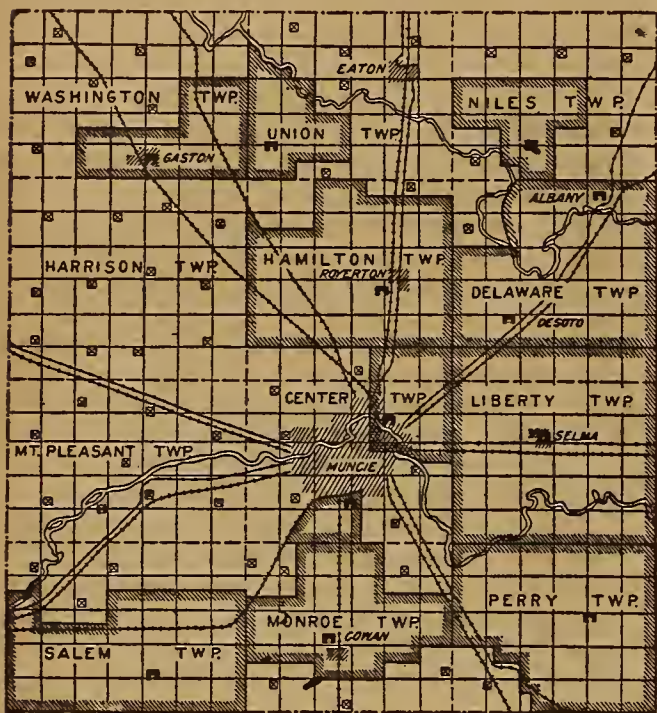 EATON
WASHINGTON TWP.
NILES TWP.
UNION TWP.
GASTON
ALBANY
HAMILTON TWP.
HARRISON TWP.
ROYERTON
DELAWARE TWP.
DESOTO
CENTER TWP.
LIBERTY TWP.
SELMA
MT. PLEASANT TWP.
MUNCIE
PERRY TWP.
MONROE TWP.
COWAN
SALEM TWP.